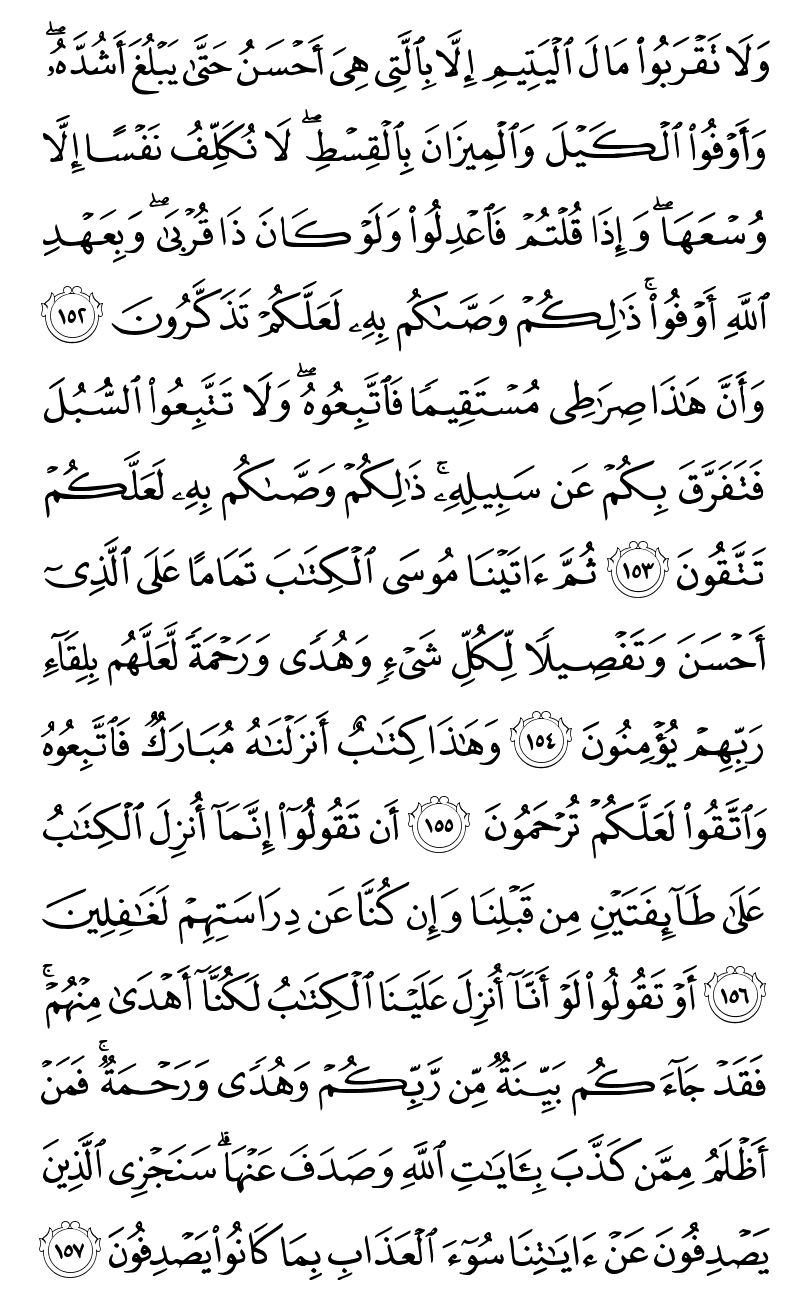 وَلَا تَقْرَبُوا۟ مَالَ ٱلْيَتِيمِ إِلَّا بِٱلَّتِى هِىَ أَحْسَنُ حَتَّىٰ يَبْلُغَ أَشُدَّهُۥ ۖ
وَأَوْفُوا۟ ٱلْكَيْلَ وَٱلْمِيزَانَ بِٱلْقِسْطِ ۖ لَا نُكَلِّفُ نَفْسًا إِلَّا
وُسْعَهَا ۖ وَإِذَا قُلْتُمْ فَٱعْدِلُوا۟ وَلَوْ كَانَ ذَا قُرْبَىٰ ۖ وَبِعَهْدِ
ٱللَّهِ أَوْفُوا۟ ۚ ذَٰلِكُمْ وَصَّىٰكُم بِهِۦ لَعَلَّكُمْ تَذَكَّرُونَ ١٥٢
وَأَنَّ هَـٰذَا صِرَٰطِى مُسْتَقِيمًا فَٱتَّبِعُوهُ ۖ وَلَا تَتَّبِعُوا۟ ٱلسُّبُلَ
فَتَفَرَّقَ بِكُمْ عَن سَبِيلِهِۦ ۚ ذَٰلِكُمْ وَصَّىٰكُم بِهِۦ لَعَلَّكُمْ
تَتَّقُونَ ١٥٣ ثُمَّ ءَاتَيْنَا مُوسَى ٱلْكِتَـٰبَ تَمَامًا عَلَى ٱلَّذِىٓ
أَحْسَنَ وَتَفْصِيلًا لِّكُلِّ شَىْءٍ وَهُدًى وَرَحْمَةً لَّعَلَّهُم بِلِقَآءِ
رَبِّهِمْ يُؤْمِنُونَ ١٥٤ وَهَـٰذَا كِتَـٰبٌ أَنزَلْنَـٰهُ مُبَارَكٌ فَٱتَّبِعُوهُ
وَٱتَّقُوا۟ لَعَلَّكُمْ تُرْحَمُونَ ١٥٥ أَن تَقُولُوٓا۟ إِنَّمَآ أُنزِلَ ٱلْكِتَـٰبُ
عَلَىٰ طَآئِفَتَيْنِ مِن قَبْلِنَا وَإِن كُنَّا عَن دِرَاسَتِهِمْ لَغَـٰفِلِينَ
١٥٦ أَوْ تَقُولُوا۟ لَوْ أَنَّآ أُنزِلَ عَلَيْنَا ٱلْكِتَـٰبُ لَكُنَّآ أَهْدَىٰ مِنْهُمْ ۚ
فَقَدْ جَآءَكُم بَيِّنَةٌ مِّن رَّبِّكُمْ وَهُدًى وَرَحْمَةٌ ۚ فَمَنْ
أَظْلَمُ مِمَّن كَذَّبَ بِـَٔايَـٰتِ ٱللَّهِ وَصَدَفَ عَنْهَا ۗ سَنَجْزِى ٱلَّذِينَ
يَصْدِفُونَ عَنْ ءَايَـٰتِنَا سُوٓءَ ٱلْعَذَابِ بِمَا كَانُوا۟ يَصْدِفُونَ ١٥٧